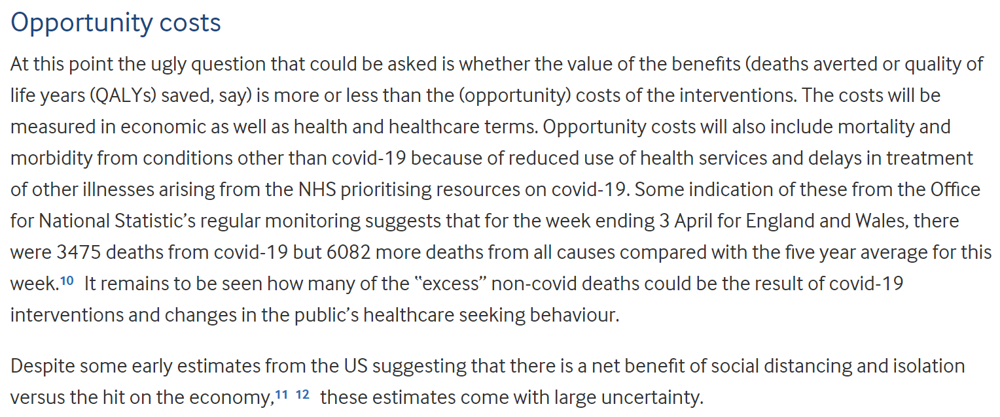 Opportunity costs
At this point the ugly question that could be asked is whether the value of the benefits (deaths averted or quality of
life years (QALYs) saved, say) is more or less than the (opportunity) costs of the interventions. The costs will be
measured in economic as well as health and healthcare terms. Opportunity costs will also include mortality and
morbidity from conditions other than covid-19 because of reduced use of health services and delays in treatment
of other illnesses arising from the NHS prioritising resources on covid-19. Some indication of these from the Office
for National Statistic’s regular monitoring suggests that for the week ending 3 April for England and Wales, there
were 3475 deaths from covid-19 but 6082 more deaths from all causes compared with the five year average for this
week.10 It remains to be seen how many of the “excess” non-covid deaths could be the result of covid-19
interventions and changes in the public’s healthcare seeking behaviour.
Despite some early estimates from the US suggesting that there is a net benefit of social distancing and isolation
versus the hit on the economy,11 12 these estimates come with large uncertainty.